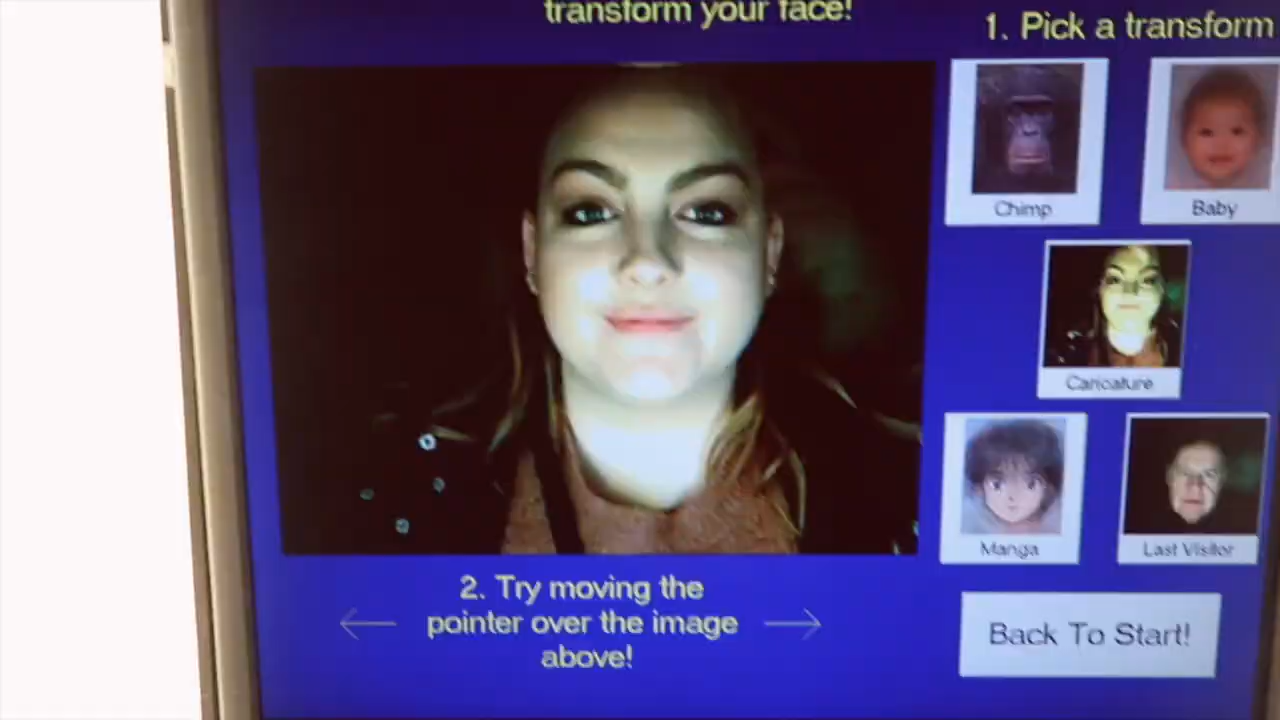 transform your face!
1. Pick a transform
Chimp
Baby
Caricature
Manga
Last Visitor
2. Try moving the
pointer over the image
above!
Back To Start!